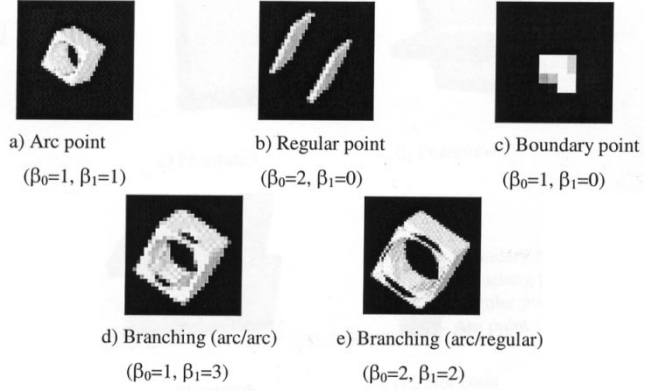 a) Arc point
b) Regular point
c) Boundary point
(β₀=1, β₁=1)
(β₀=2, β₁=0)
(β₀=1, β₁=0)
d) Branching (arc/arc)
e) Branching (arc/regular)
(β₀=1, β₁=3)
(β₀=2, β₁=2)